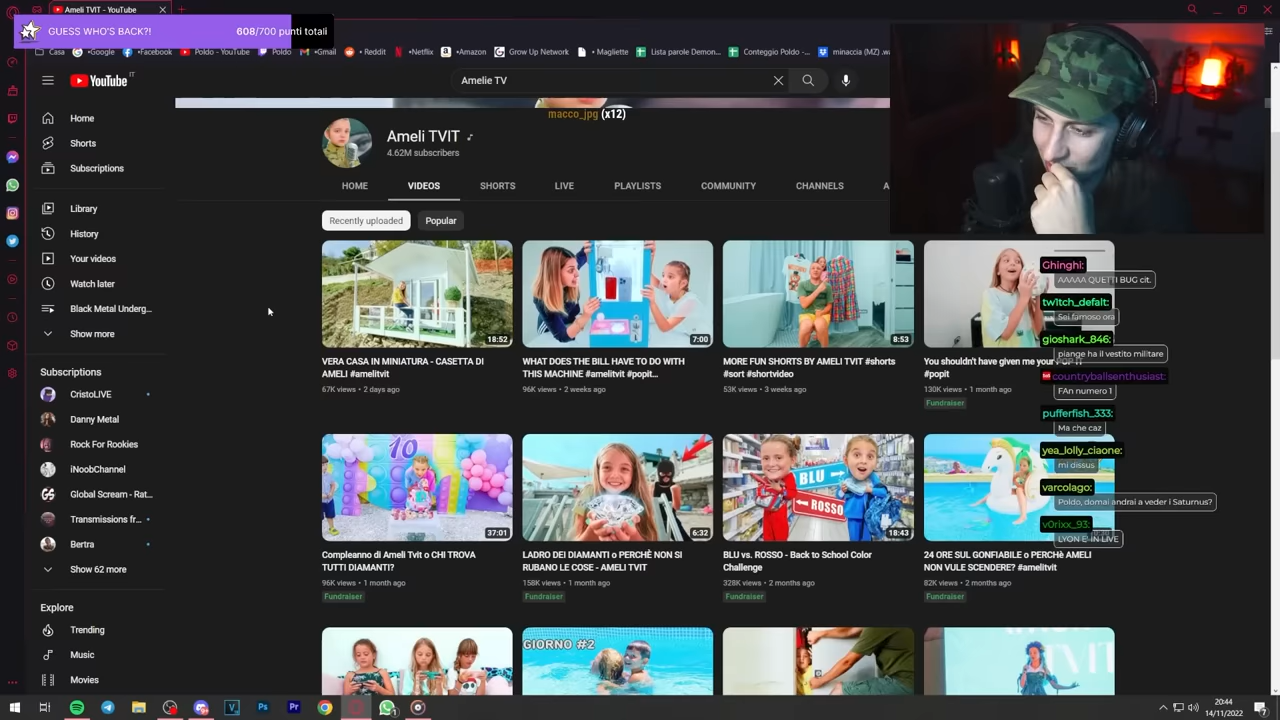 Ameli TVIT - YouTube
GUESS WHO'S BACK?!
608/700 punti totali
Casa
Google
Facebook
Poldo - YouTube
Poldo
Gmail
Reddit
Netflix
Amazon
Grow Up Network
Magliette
Lista parole Demon...
Conteggio Poldo -...
minaccia (MZ) .wa
YouTube IT
Amelie TV
macco_jpg (x12)
Home
Shorts
Subscriptions
Library
History
Your videos
Watch later
Black Metal Underg...
Show more
Subscriptions
CristoLIVE
Danny Metal
Rock For Rookies
iNoobChannel
Global Scream - Rat...
Transmissions fr...
Bertra
Show 62 more
Explore
Trending
Music
Movies
Ameli TVIT
4.62M subscribers
HOME
VIDEOS
SHORTS
LIVE
PLAYLISTS
COMMUNITY
CHANNELS
A
Recently uploaded
Popular
18:52
VERA CASA IN MINIATURA - CASETTA DI
AMELI #amelitvit
67K views • 2 days ago
7:00
WHAT DOES THE BILL HAVE TO DO WITH
THIS MACHINE #amelitvit #popit...
96K views • 2 weeks ago
8:53
MORE FUN SHORTS BY AMELI TVIT #shorts
#sort #shortvideo
53K views • 3 weeks ago
You shouldn't have given me your POP IT
#popit
130K views • 1 month ago
Fundraiser
10
37:01
Compleanno di Ameli Tvit o CHI TROVA
TUTTI DIAMANTI?
96K views • 1 month ago
Fundraiser
6:32
LADRO DEI DIAMANTI o PERCHÈ NON SI
RUBANO LE COSE - AMELI TVIT
158K views • 1 month ago
Fundraiser
BLU
ROSSO
18:43
BLU vs. ROSSO - Back to School Color
Challenge
328K views • 2 months ago
Fundraiser
24 ORE SUL GONFIABILE o PERCHè AMELI
NON VULE SCENDERE? #amelitvit
82K views • 2 months ago
Fundraiser
GIORNO #2
Ghinghi:
AAAAA QUETTI BUG cit.
tw1tch_defalt:
Sei famoso ora
gioshark_846:
piange ha il vestito militare
countryballsenthusiast:
FAn numero 1
pufferfish_333:
Ma che caz
yea_lolly_ciaone:
mi dissus
varcolago:
Poldo, domai andrai a veder i Saturnus?
v0rixx_93:
LYON E' IN LIVE
20:44
14/11/2022